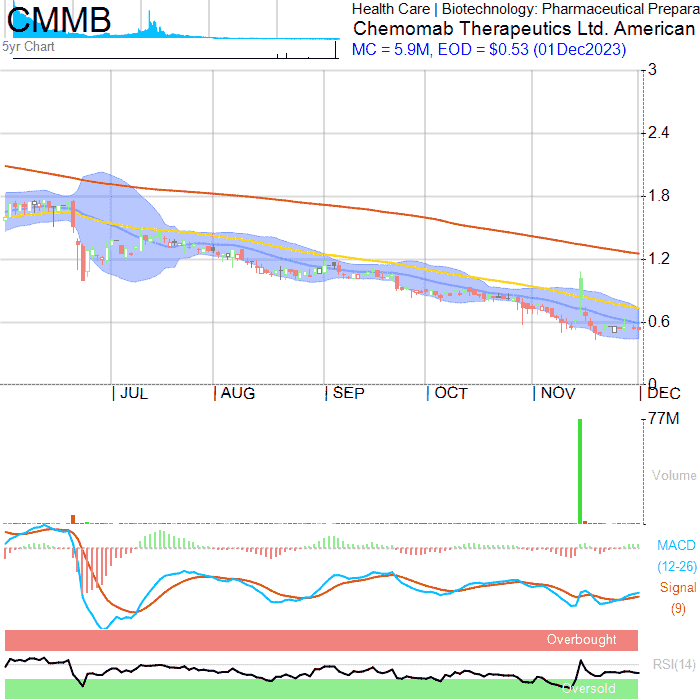 CMMB
5yr Chart
Health Care | Biotechnology: Pharmaceutical Prepara
Chemomab Therapeutics Ltd. American
MC = 5.9M, EOD = $0.53 (01Dec2023)
3
2.4
1.8
1.2
0.6
0
JUL
AUG
SEP
OCT
NOV
DEC
77M
Volume
MACD
(12-26)
Signal
(9)
Overbought
RSI(14)
Oversold